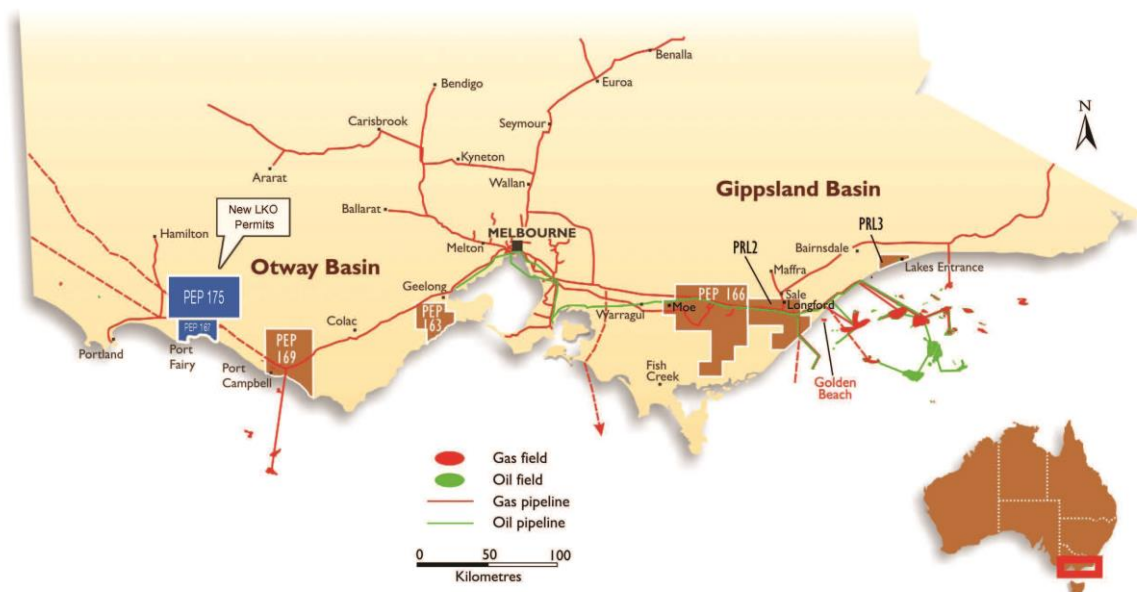 Benalla
Bendigo
Euroa
Carisbrook
Seymour
N
Kyneton
Ararat
Wallan
Gippsland Basin
New LKO
Permits
Ballarat
PRL3
Hamilton
MELBOURNE
Melton
PRL2
Bairnsdale
Otway Basin
Maffra
Lakes Entrance
Geelong
PEP 175
PEP 166
Sale
Longford
Moe
PEP
163
Warragul
Colac
PEP 167
PEP
169
Portland
Port
Fairy
Port
Campbell
Fish
Creek
Golden
Beach
Gas field
Oil field
Gas pipeline
Oil pipeline
0 50 100
Kilometres